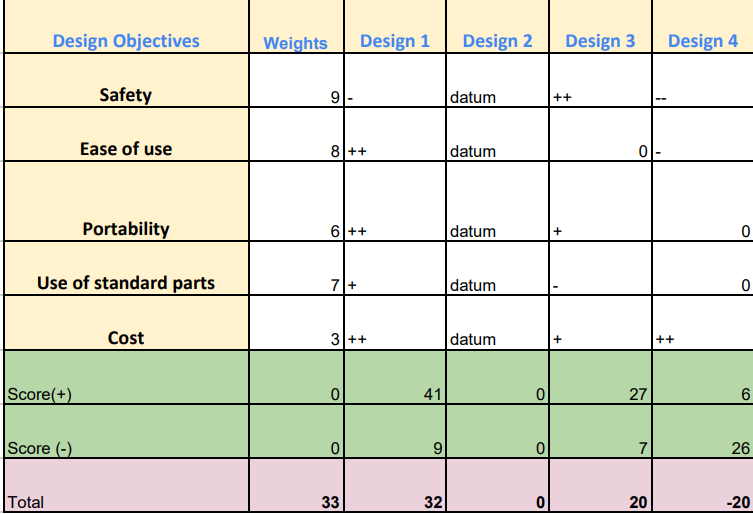 Design Objectives Weights Design 1 Design 2 Design 3 Design 4
Safety 9 - datum ++ --
Ease of use 8 ++ datum 0 -
Portability 6 ++ datum + 0
Use of standard parts 7 + datum - 0
Cost 3 ++ datum + ++
Score(+) 0 41 0 27 6
Score (-) 0 9 0 7 26
Total 33 32 0 20 -20